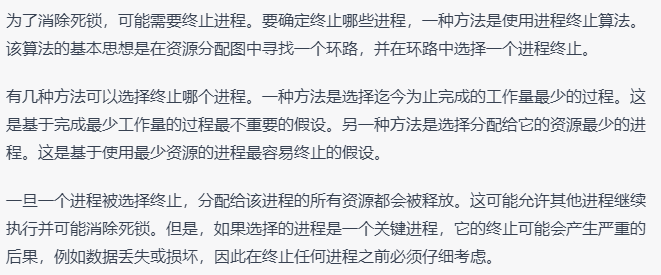 为了消除死锁，可能需要终止进程。要确定终止哪些进程，一种方法是使用进程终止算法。
该算法的基本思想是在资源分配图中寻找一个环路，并在环路中选择一个进程终止。
有几种方法可以选择终止哪个进程。一种方法是选择迄今为止完成的工作量最少的过程。这
是基于完成最少工作量的过程最不重要的假设。另一种方法是选择分配给它的资源最少的进
程。这是基于使用最少资源的进程最容易终止的假设。
一旦一个进程被选择终止，分配给该进程的所有资源都会被释放。这可能允许其他进程继续
执行并可能消除死锁。但是，如果选择的进程是一个关键进程，它的终止可能会产生严重的
后果，例如数据丢失或损坏，因此在终止任何进程之前必须仔细考虑。